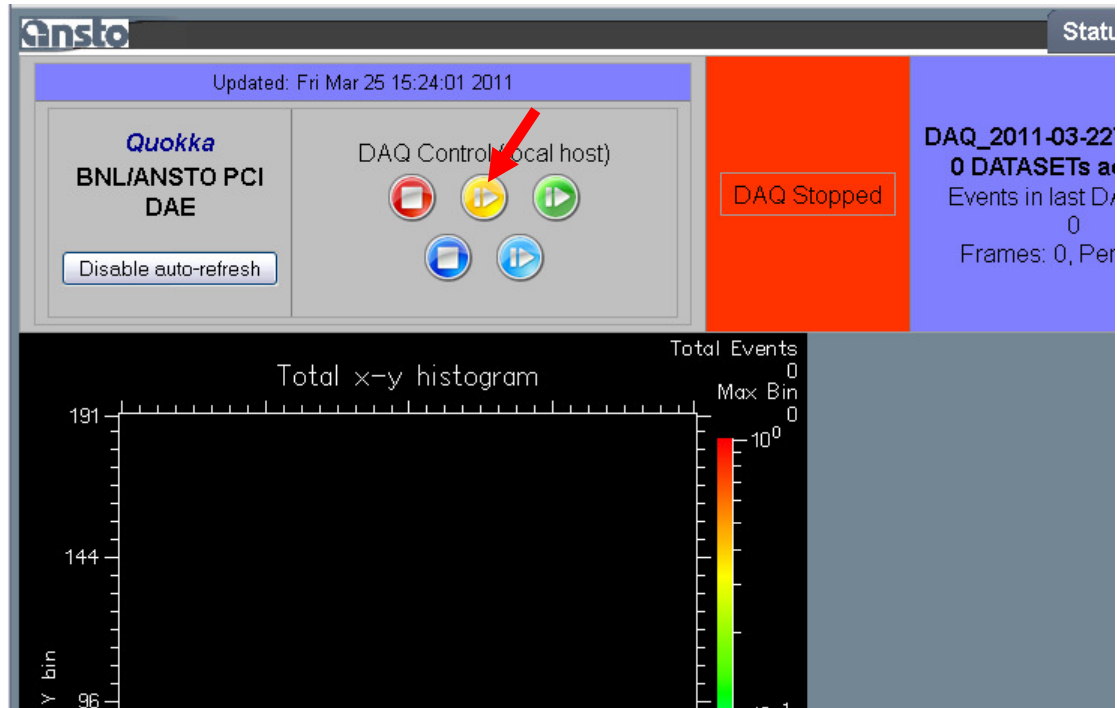 ansto
Statu
Updated: Fri Mar 25 15:24:01 2011
Quokka
BNL/ANSTO PCI
DAE
Disable auto-refresh
DAQ Control (local host)
DAQ Stopped
DAQ_2011-03-22
0 DATASETs a
Events in last DA
0
Frames: 0, Per
Total x-y histogram
Total Events
0
Max Bin
0
10⁰
191
144
96
Y bin